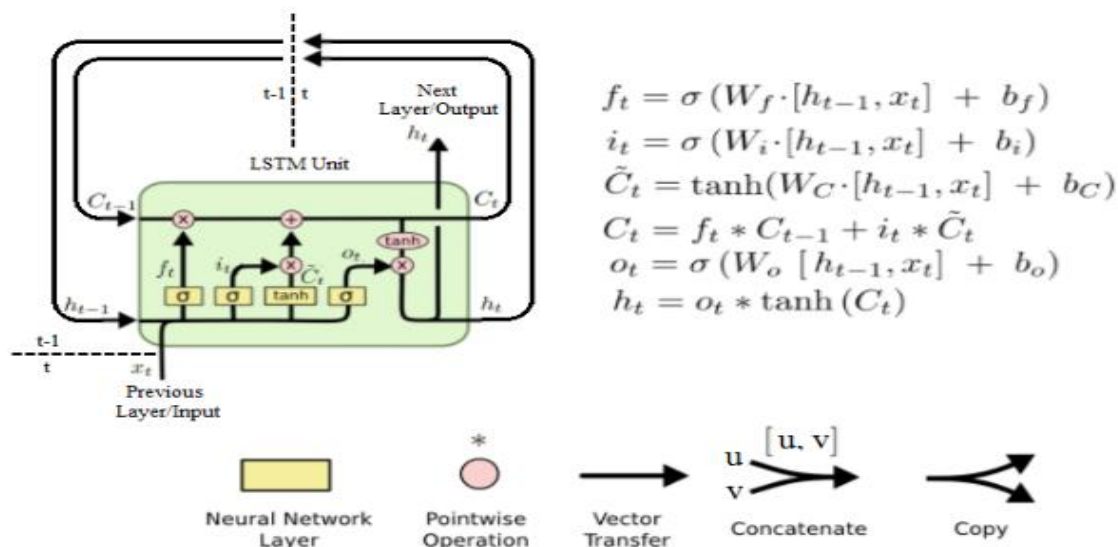 t-1 t
Next
Layer/Output
h_t
LSTM Unit
C_{t-1}
C_t
f_t
i_t
C̃_t
o_t
tanh
σ
σ
tanh
σ
h_{t-1}
h_t
t-1
t
x_t
Previous
Layer/Input
f_t = σ (W_f·[h_{t-1}, x_t] + b_f)
i_t = σ (W_i·[h_{t-1}, x_t] + b_i)
C̃_t = tanh(W_C·[h_{t-1}, x_t] + b_C)
C_t = f_t * C_{t-1} + i_t * C̃_t
o_t = σ (W_o [h_{t-1}, x_t] + b_o)
h_t = o_t * tanh (C_t)
*
u
v
[u, v]
Neural Network
Layer
Pointwise
Operation
Vector
Transfer
Concatenate
Copy